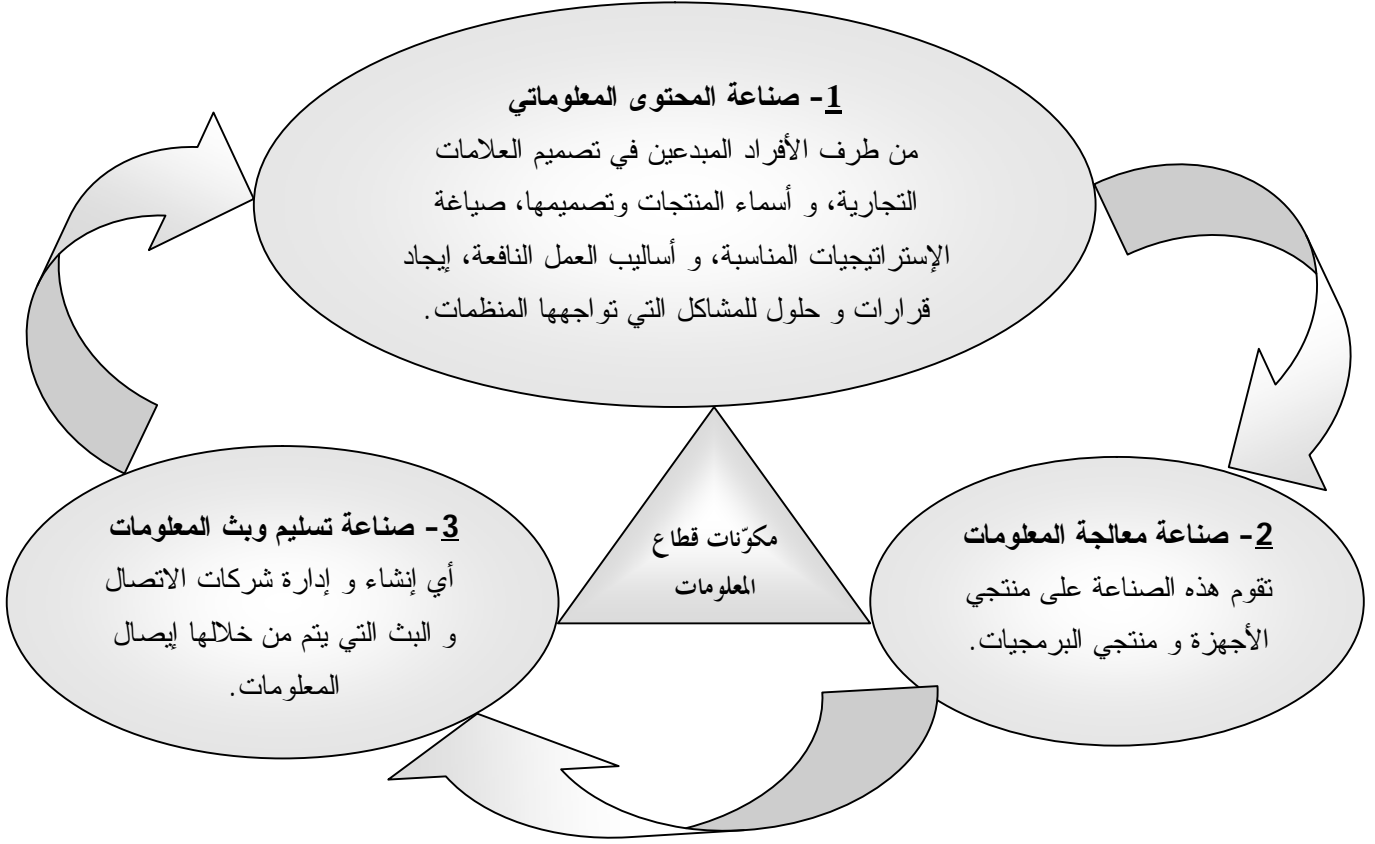 1- صناعة المحتوى المعلوماتي
من طرف الأفراد المبدعين في تصميم العلامات
التجارية، و أسماء المنتجات وتصميمها، صياغة
الإستراتيجيات المناسبة، و أساليب العمل النافعة، إيجاد
قرارات و حلول للمشاكل التي تواجهها المنظمات.
2- صناعة معالجة المعلومات
تقوم هذه الصناعة على منتجي
الأجهزة و منتجي البرمجيات.
مكوّنات قطاع
المعلومات
3- صناعة تسليم وبث المعلومات
أي إنشاء و إدارة شركات الاتصال
و البث التي يتم من خلالها إيصال
المعلومات.